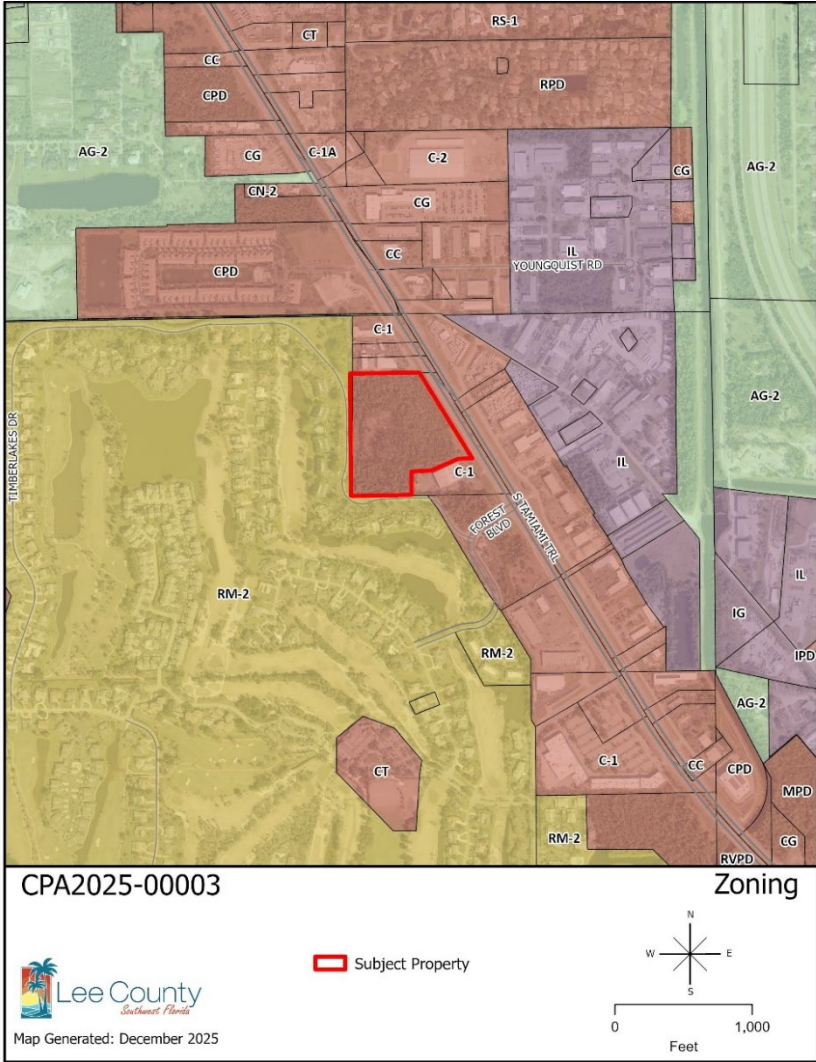 RS-1
CT
CC
RPD
CPD
AG-2
CG
C-1A
C-2
CG
AG-2
CN-2
CG
IL
CC
YOUNGQUIST RD
CPD
C-1
AG-2
TIMBERLAKES DR
IL
C-1
FOREST
BLVD
S TAMIAMI TRL
RM-2
IL
IG
RM-2
IPD
AG-2
C-1
CC
CPD
CT
MPD
RM-2
CG
RVPD
CPA2025-00003
Zoning
N
W
E
S
Subject Property
Lee County
Southwest Florida
0
1,000
Feet
Map Generated: December 2025